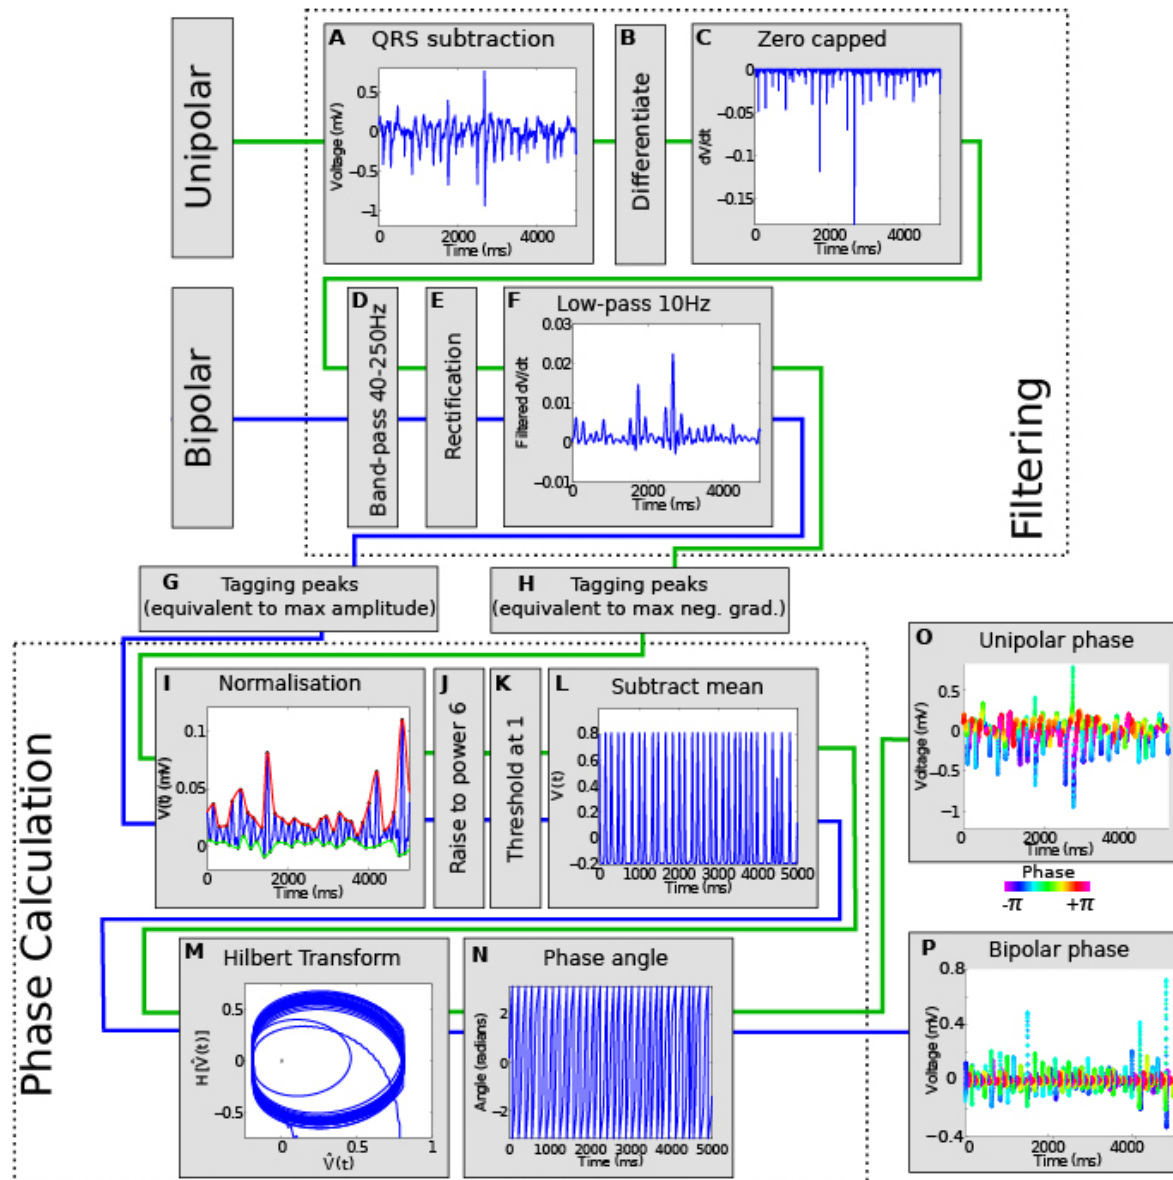 Unipolar
A QRS subtraction
Voltage (mV)
0.5
0
−0.5
−1
0 2000 4000
Time (ms)
B
Differentiate
C Zero capped
dV/dt
0
−0.05
−0.1
−0.15
0 2000 4000
Time (ms)
Bipolar
D
Band-pass 40-250Hz
E
Rectification
F Low-pass 10Hz
Filtered dV/dt
0.03
0.02
0.01
0
−0.01
0 2000 4000
Time (ms)
Filtering
G Tagging peaks
(equivalent to max amplitude)
H Tagging peaks
(equivalent to max neg. grad.)
Phase Calculation
I Normalisation
V(t) (mV)
0.1
0.05
0
0 2000 4000
Time (ms)
J
Raise to power 6
K
Threshold at 1
L Subtract mean
V(t)
0.8
0.6
0.4
0.2
0
−0.2
0 1000 2000 3000 4000 5000
Time (ms)
M Hilbert Transform
H[V̂(t)]
0.5
0
−0.5
0 0.5 1
V̂(t)
N Phase angle
Angle (radians)
2
0
−2
0 1000 2000 3000 4000 5000
Time (ms)
O Unipolar phase
Voltage (mV)
0.5
0
−0.5
−1
0 2000 4000
Time (ms)
Phase
-π +π
P Bipolar phase
Voltage (mV)
0.8
0.4
0
−0.4
0 2000 4000
Time (ms)